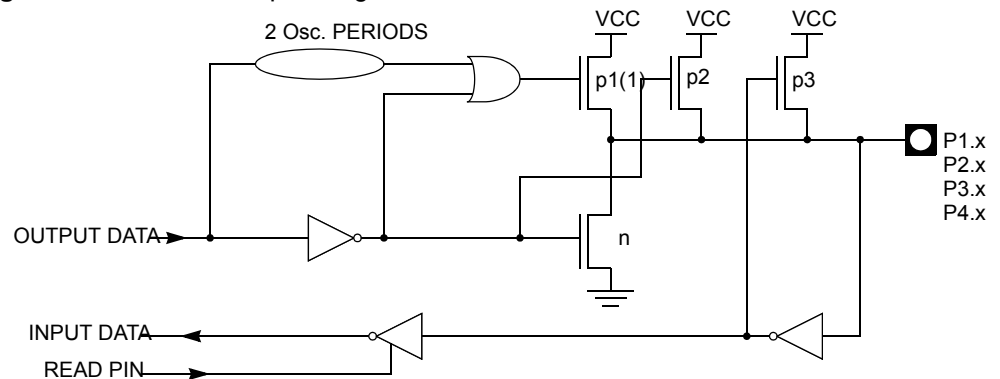 2 Osc. PERIODS
VCC
VCC
VCC
p1(1)
p2
p3
P1.x
P2.x
P3.x
P4.x
OUTPUT DATA
n
INPUT DATA
READ PIN